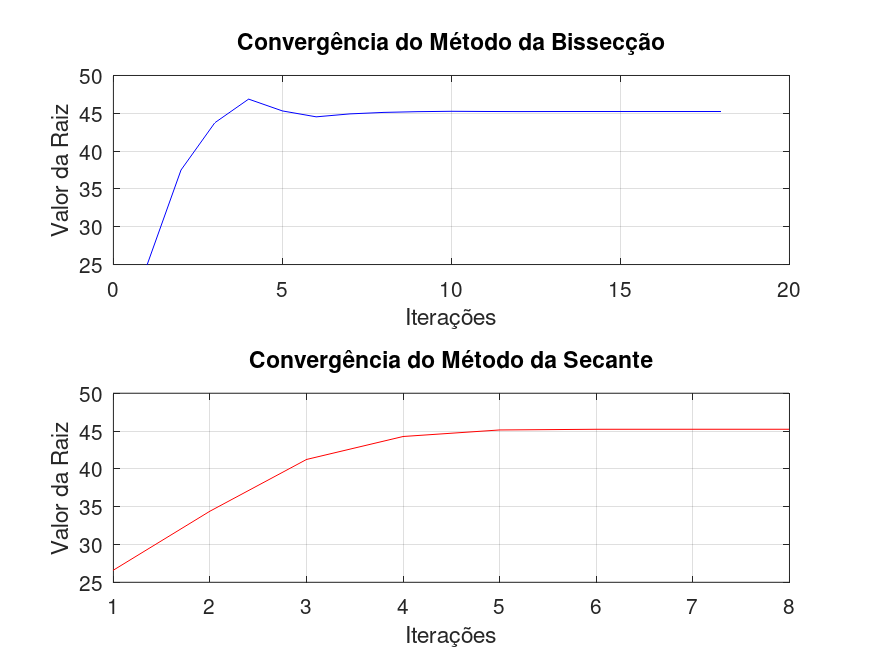 Convergência do Método da Bissecção
50
45
40
35
30
25
Valor da Raiz
0 5 10 15 20
Iterações
Convergência do Método da Secante
50
45
40
35
30
25
Valor da Raiz
1 2 3 4 5 6 7 8
Iterações